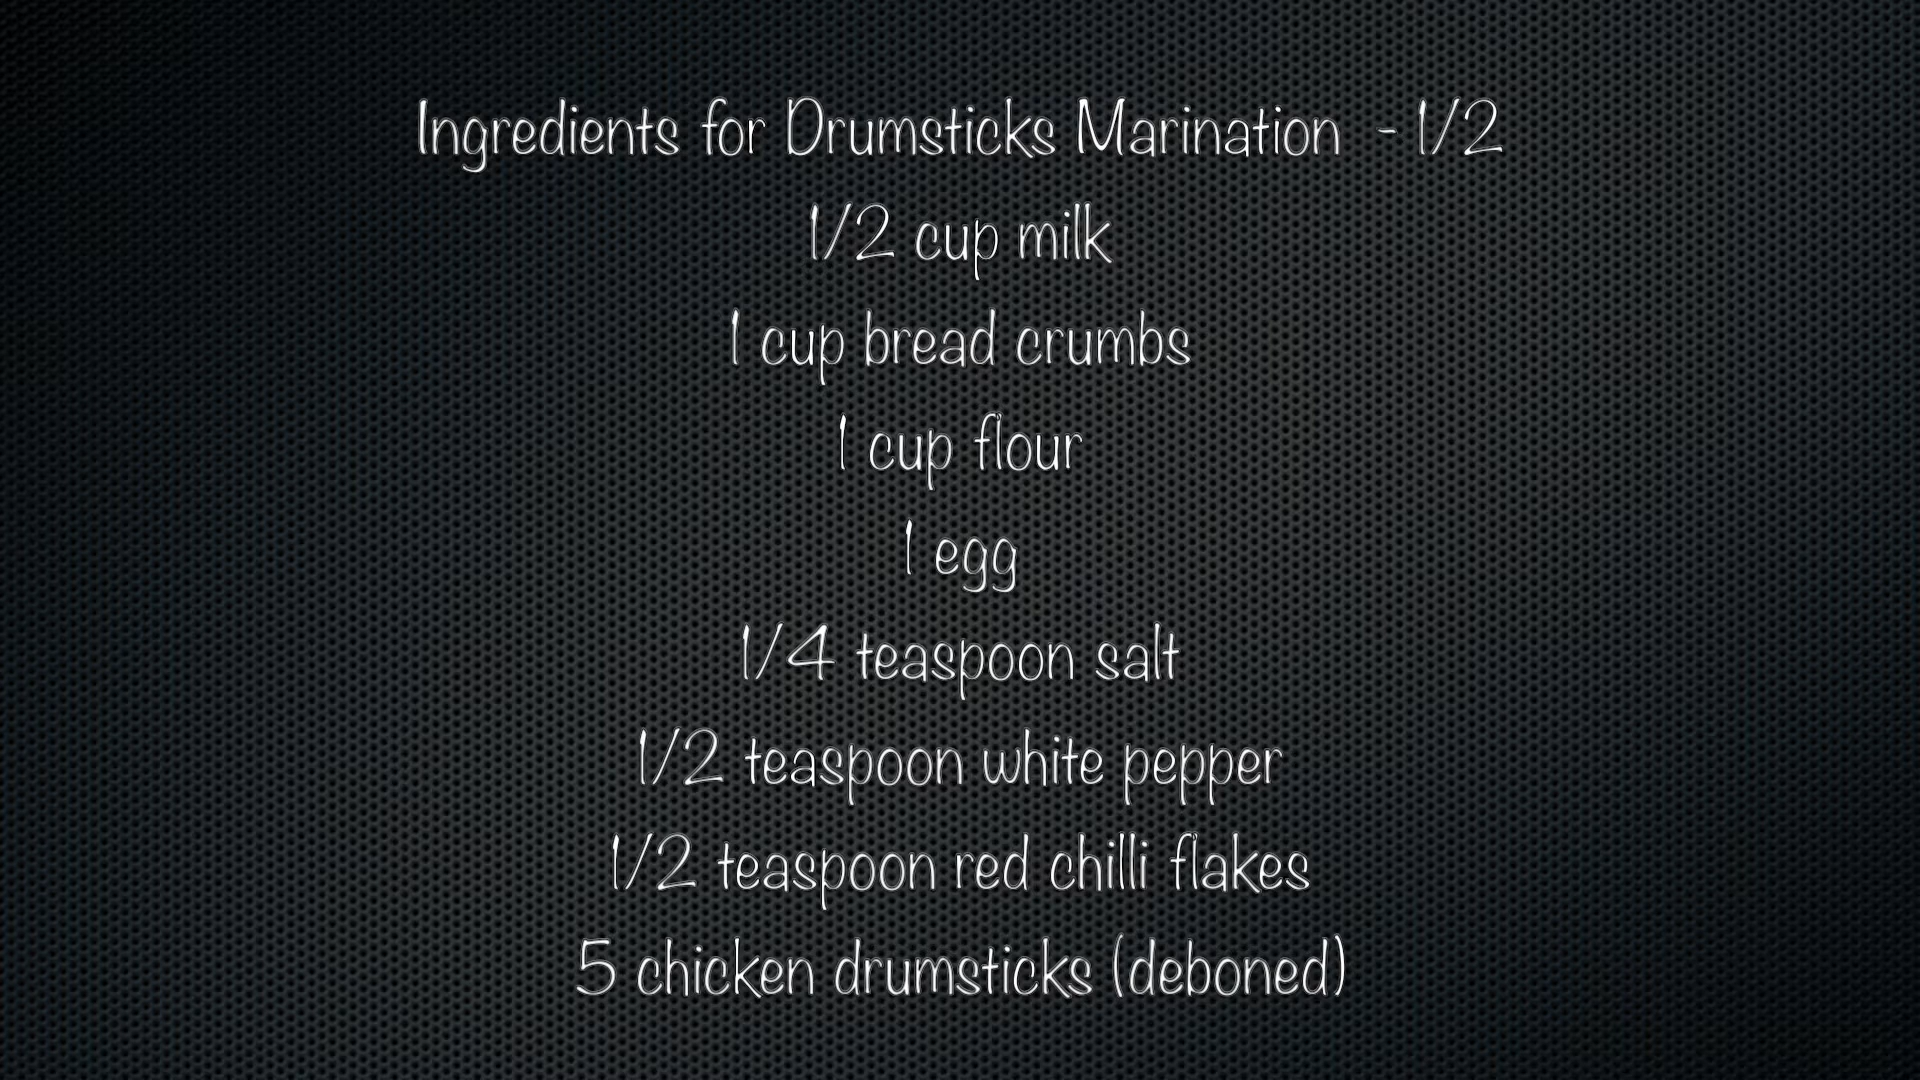 Ingredients for Drumsticks Marination - 1/2
1/2 cup milk
1 cup bread crumbs
1 cup flour
1 egg
1/4 teaspoon salt
1/2 teaspoon white pepper
1/2 teaspoon red chilli flakes
5 chicken drumsticks (deboned)